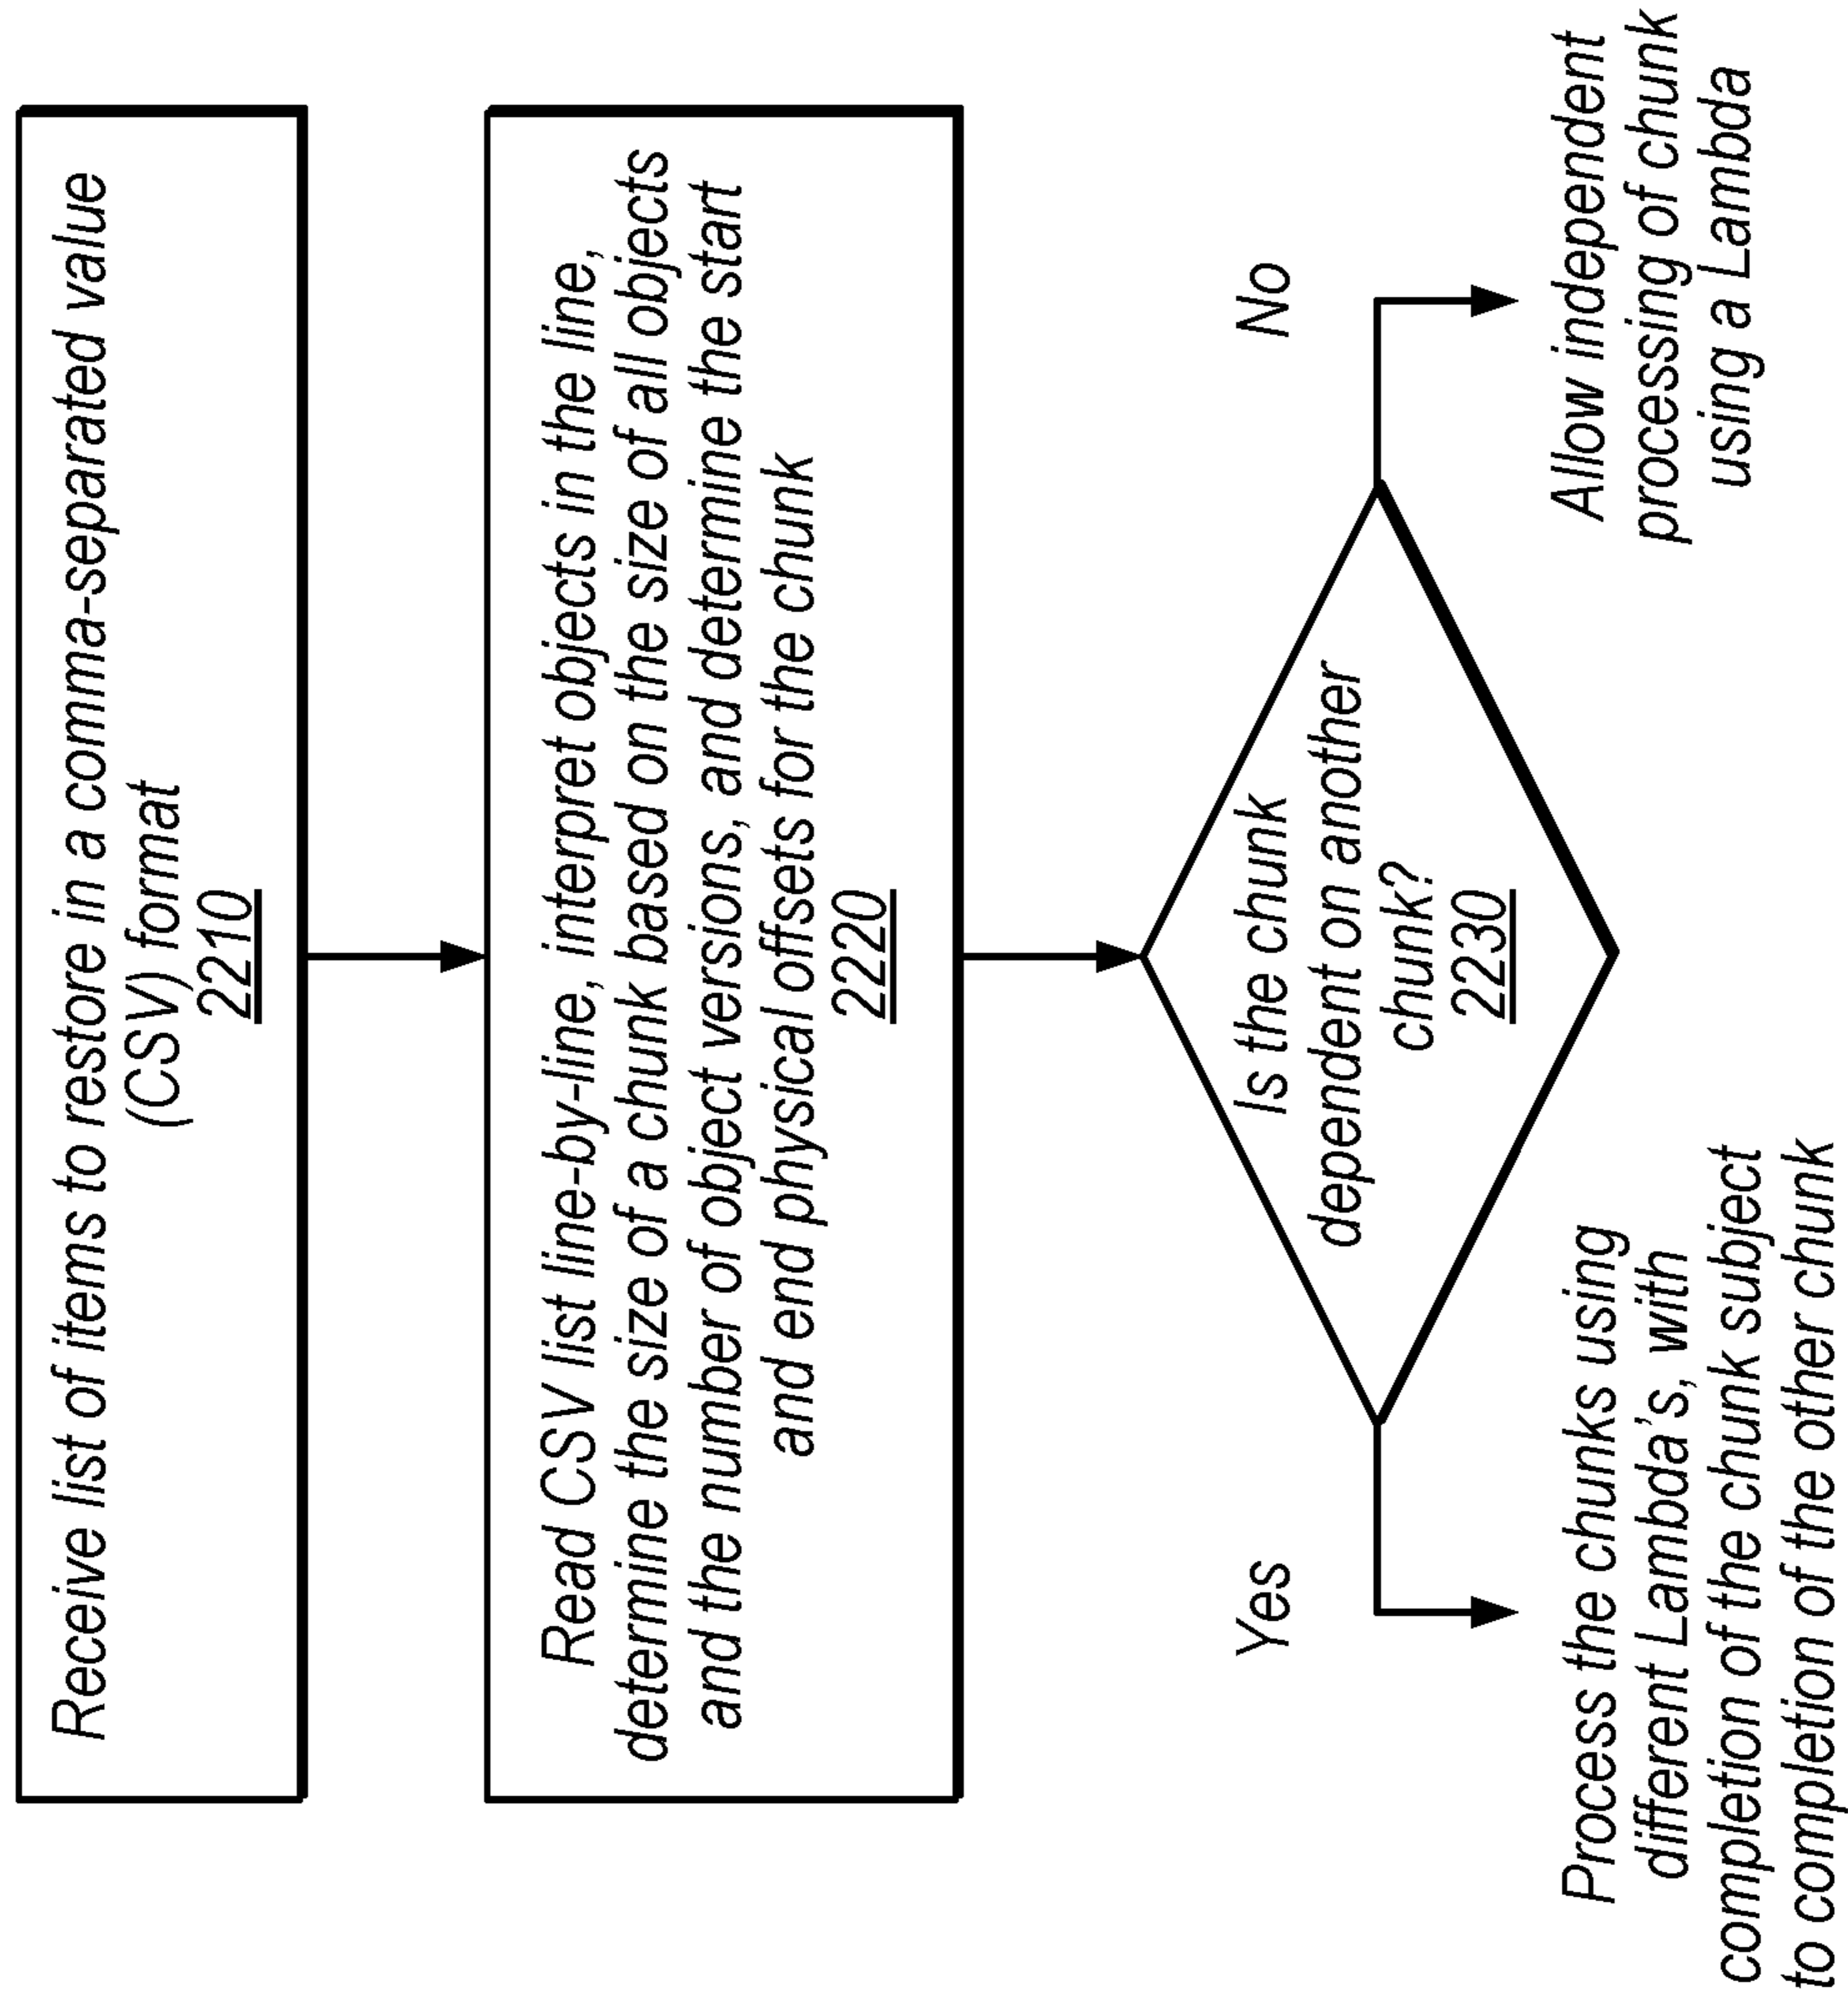 Receive list of items to restore in a comma-separated value
(CSV) format
2210
Read CSV list line-by-line, interpret objects in the line,
determine the size of a chunk based on the size of all objects
and the number of object versions, and determine the start
and end physical offsets for the chunk
2220
Is the chunk
dependent on another
chunk?
2230
Yes
Process the chunks using
different Lambda's, with
completion of the chunk subject
to completion of the other chunk
No
Allow independent
processing of chunk
using a Lambda